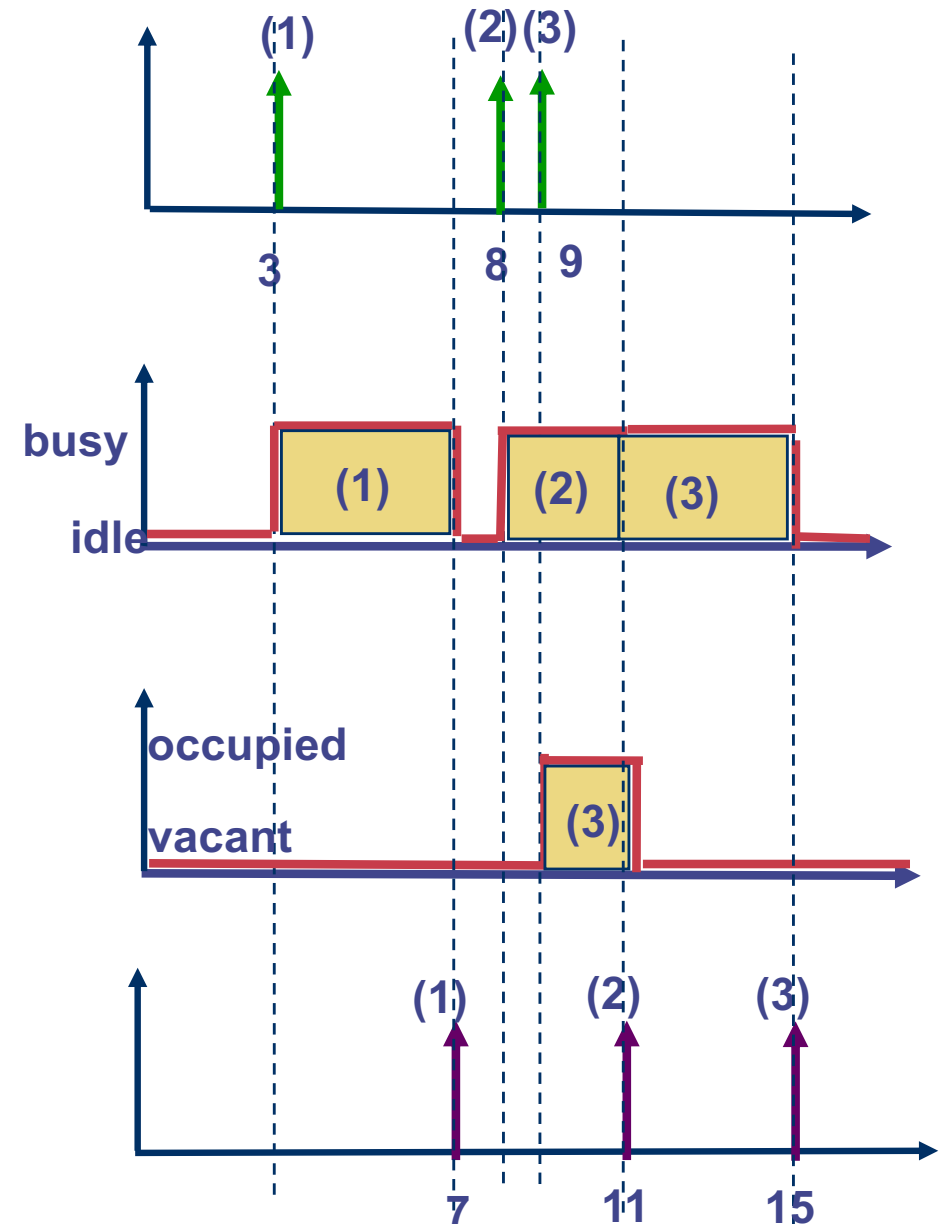 (1) (2) (3)
3 8 9
busy
(1) (2) (3)
idle
occupied
vacant (3)
(1) (2) (3)
7 11 15